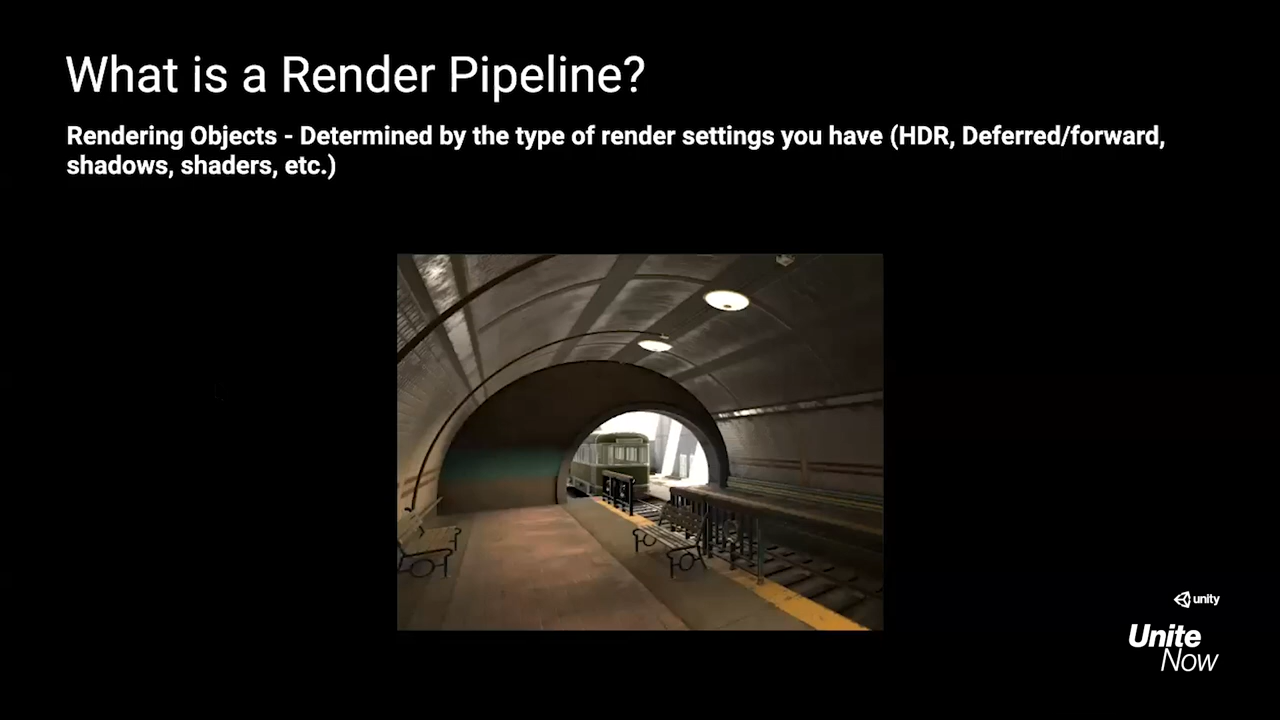 What is a Render Pipeline?
Rendering Objects - Determined by the type of render settings you have (HDR, Deferred/forward,
shadows, shaders, etc.)
unity
Unite
Now